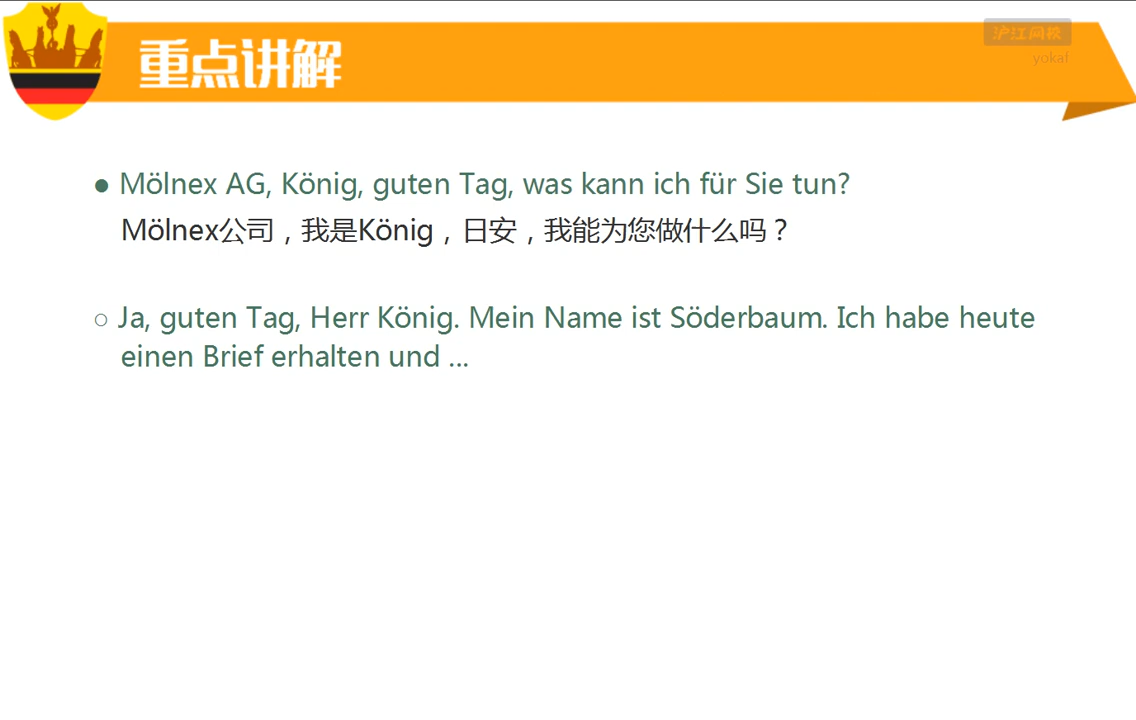 重点讲解
沪江网校
yokaf
● Mölnex AG, König, guten Tag, was kann ich für Sie tun?
Mölnex公司，我是König，日安，我能为您做什么吗？
○ Ja, guten Tag, Herr König. Mein Name ist Söderbaum. Ich habe heute
einen Brief erhalten und ...